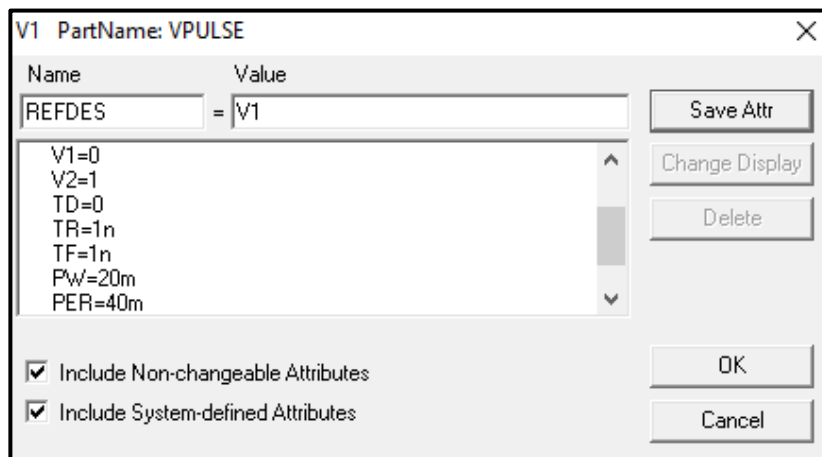 V1 PartName: VPULSE
Name Value
REFDES = V1
Save Attr
V1=0
V2=1
TD=0
TR=1n
TF=1n
PW=20m
PER=40m
Change Display
Delete
Include Non-changeable Attributes
Include System-defined Attributes
OK
Cancel